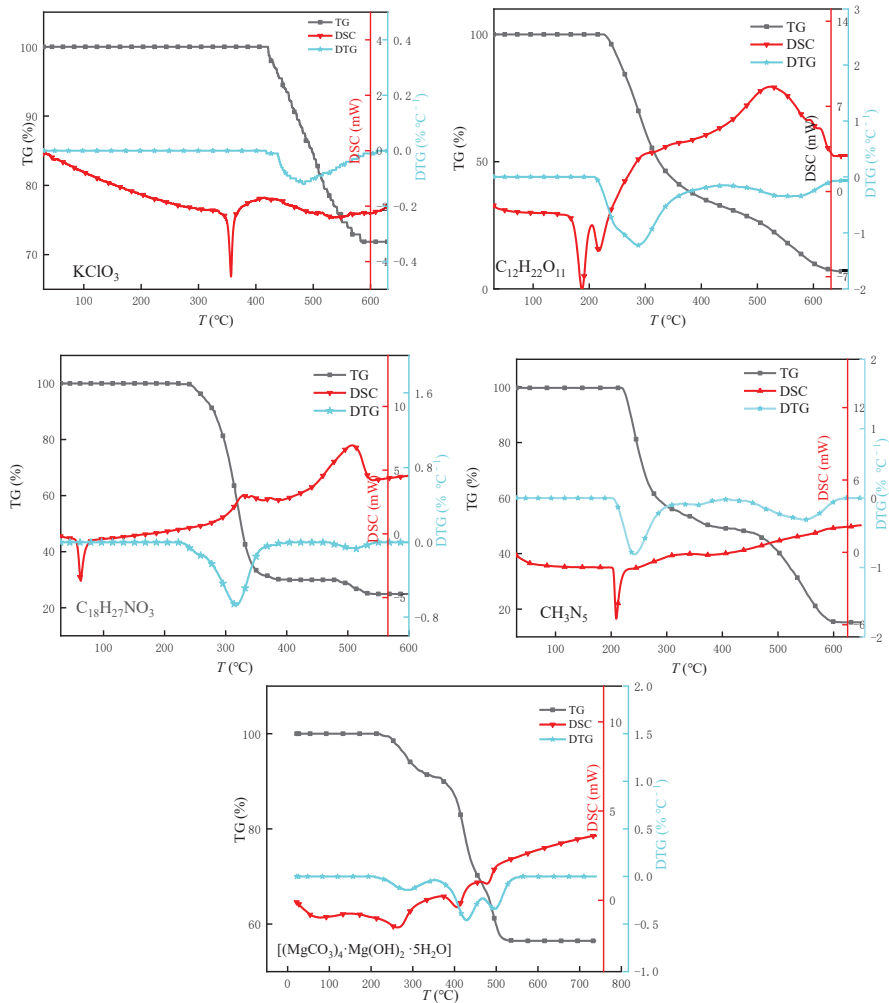 TG
DSC
DTG
100
90
80
70
TG (%)
0.4
0.2
0.0
-0.2
-0.4
4
2
0
-2
-4
DSC (mW)
DTG (% °C⁻¹)
KClO₃
100 200 300 400 500 600
T (°C)
TG
DSC
DTG
100
50
0
TG (%)
14
7
0
-7
DSC (mW)
3
2
1
0
-1
-2
DTG (% °C⁻¹)
C₁₂H₂₂O₁₁
100 200 300 400 500 600
T (°C)
TG
DSC
DTG
100
80
60
40
20
TG (%)
10
5
0
-5
DSC (mW)
1.6
0.8
0.0
-0.8
DTG (% °C⁻¹)
C₁₈H₂₇NO₃
100 200 300 400 500 600
T (°C)
TG
DSC
DTG
100
80
60
40
20
TG (%)
12
6
0
-6
DSC (mW)
2
1
0
-1
-2
DTG (% °C⁻¹)
CH₃N₅
100 200 300 400 500 600
T (°C)
TG
DSC
DTG
100
80
60
TG (%)
10
5
0
DSC (mW)
2.0
1.5
1.0
0.5
0.0
-0.5
-1.0
DTG (% °C⁻¹)
[(MgCO₃)₄·Mg(OH)₂ ·5H₂O]
0 100 200 300 400 500 600 700 800
T (°C)